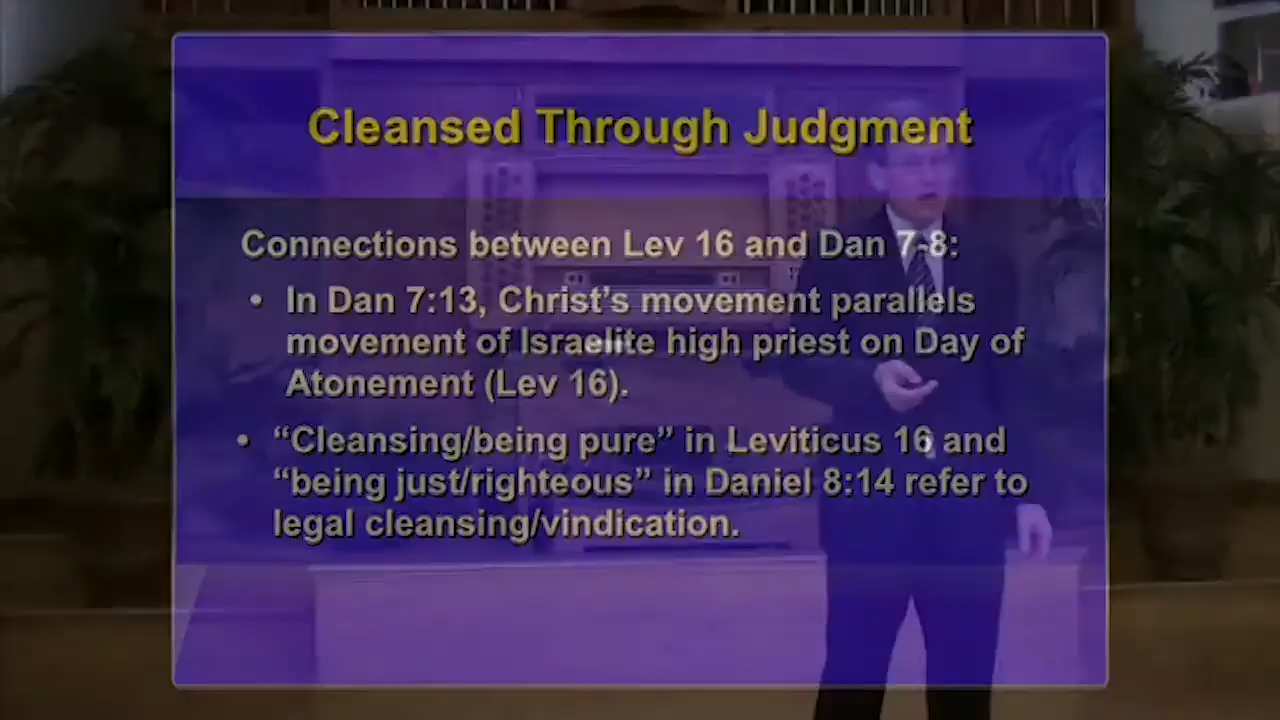 Cleansed Through Judgment
Connections between Lev 16 and Dan 7-8:
• In Dan 7:13, Christ's movement parallels
movement of Israelite high priest on Day of
Atonement (Lev 16).
• “Cleansing/being pure” in Leviticus 16 and
“being just/righteous” in Daniel 8:14 refer to
legal cleansing/vindication.